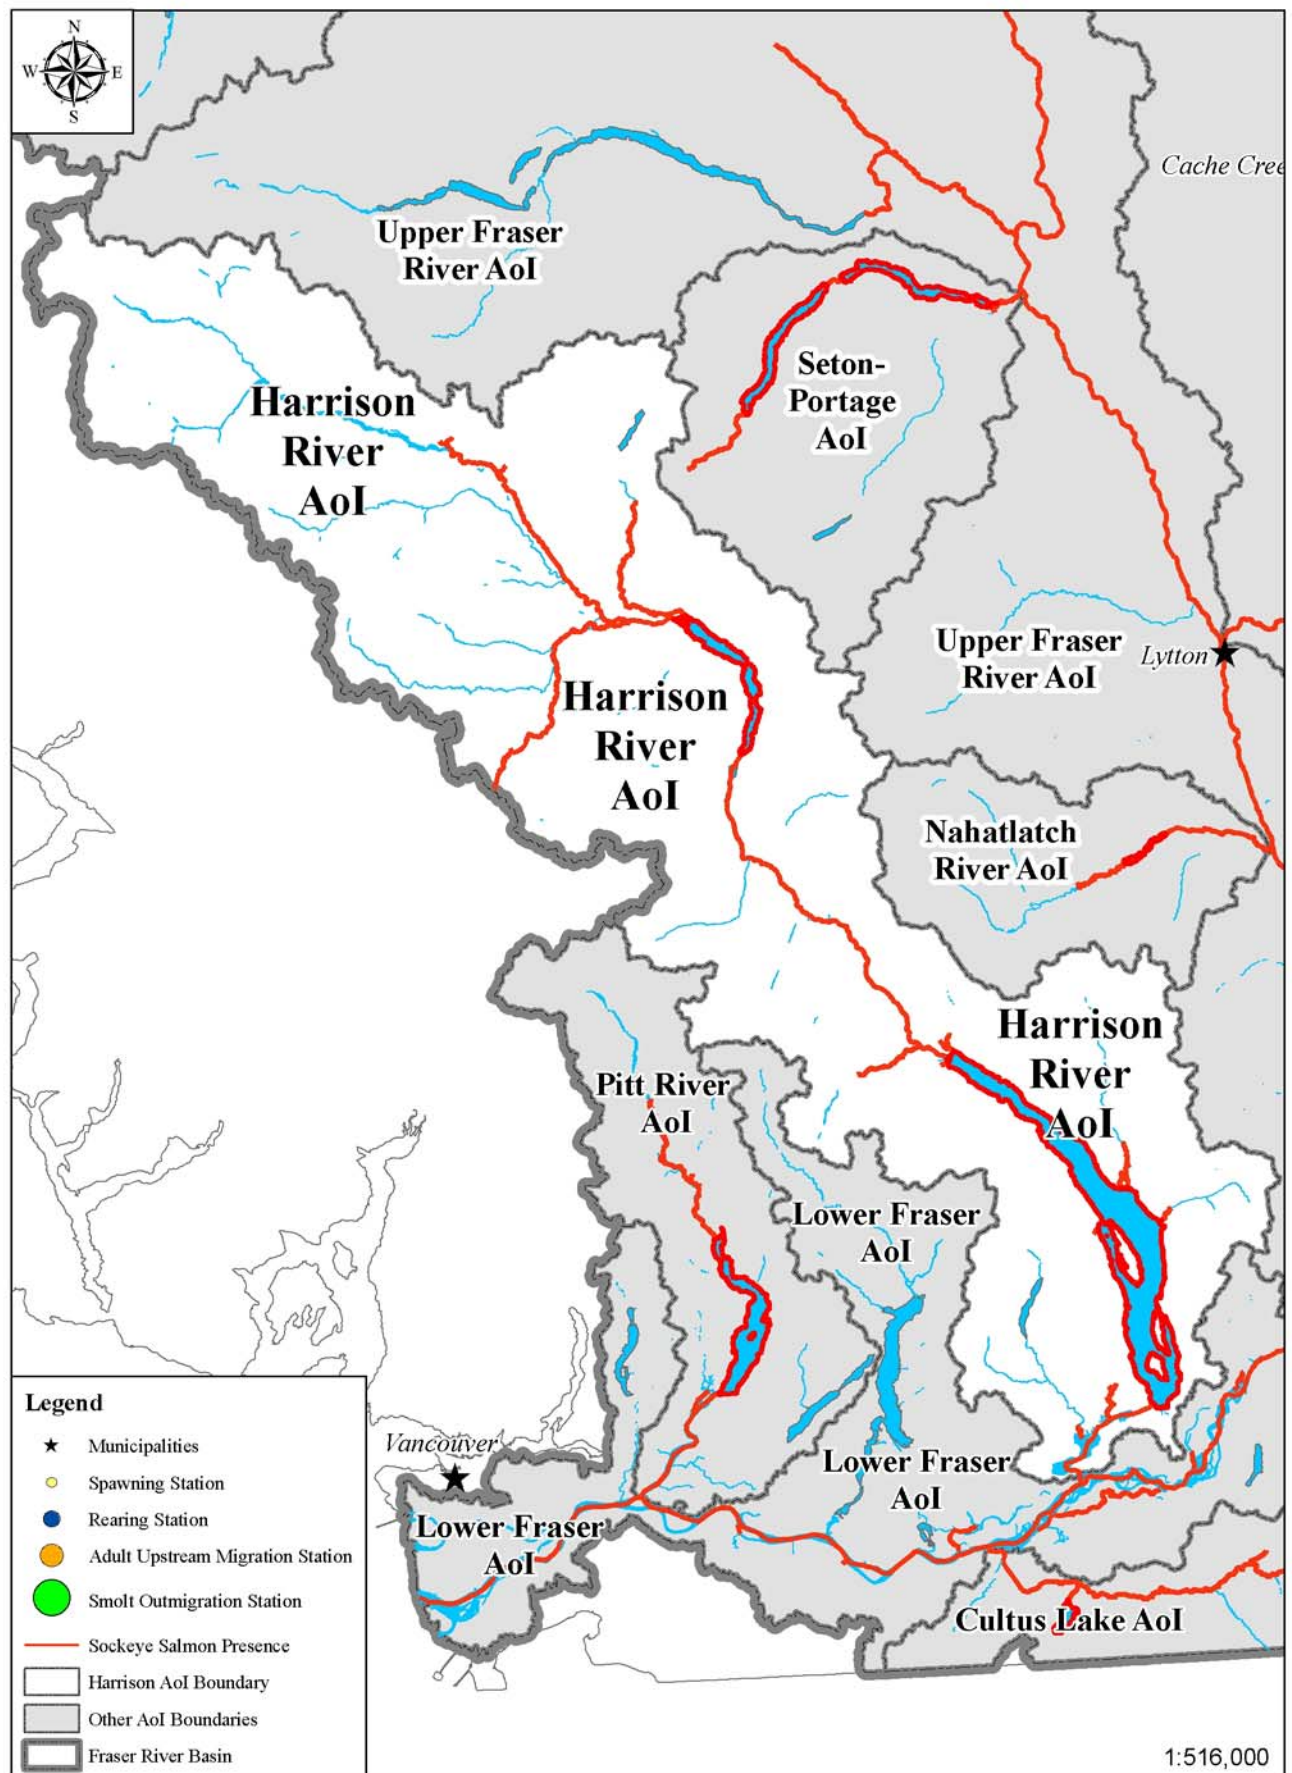 N
W E
S
Cache Cree
Upper Fraser
River AoI
Harrison
River
AoI
Seton-
Portage
AoI
Upper Fraser
River AoI
Lytton
Harrison
River
AoI
Nahatlatch
River AoI
Harrison
River
AoI
Pitt River
AoI
Lower Fraser
AoI
Vancouver
Lower Fraser
AoI
Lower Fraser
AoI
Cultus Lake AoI
Legend
Municipalities
Spawning Station
Rearing Station
Adult Upstream Migration Station
Smolt Outmigration Station
Sockeye Salmon Presence
Harrison AoI Boundary
Other AoI Boundaries
Fraser River Basin
1:516,000